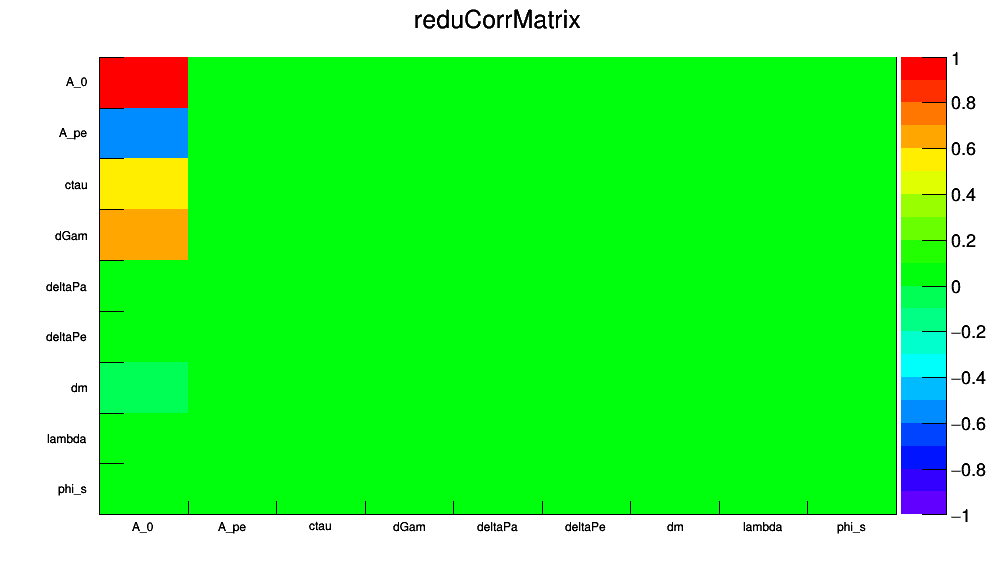 reduCorrMatrix
A_0
A_pe
ctau
dGam
deltaPa
deltaPe
dm
lambda
phi_s
A_0 A_pe ctau dGam deltaPa deltaPe dm lambda phi_s
1
0.8
0.6
0.4
0.2
0
−0.2
−0.4
−0.6
−0.8
−1